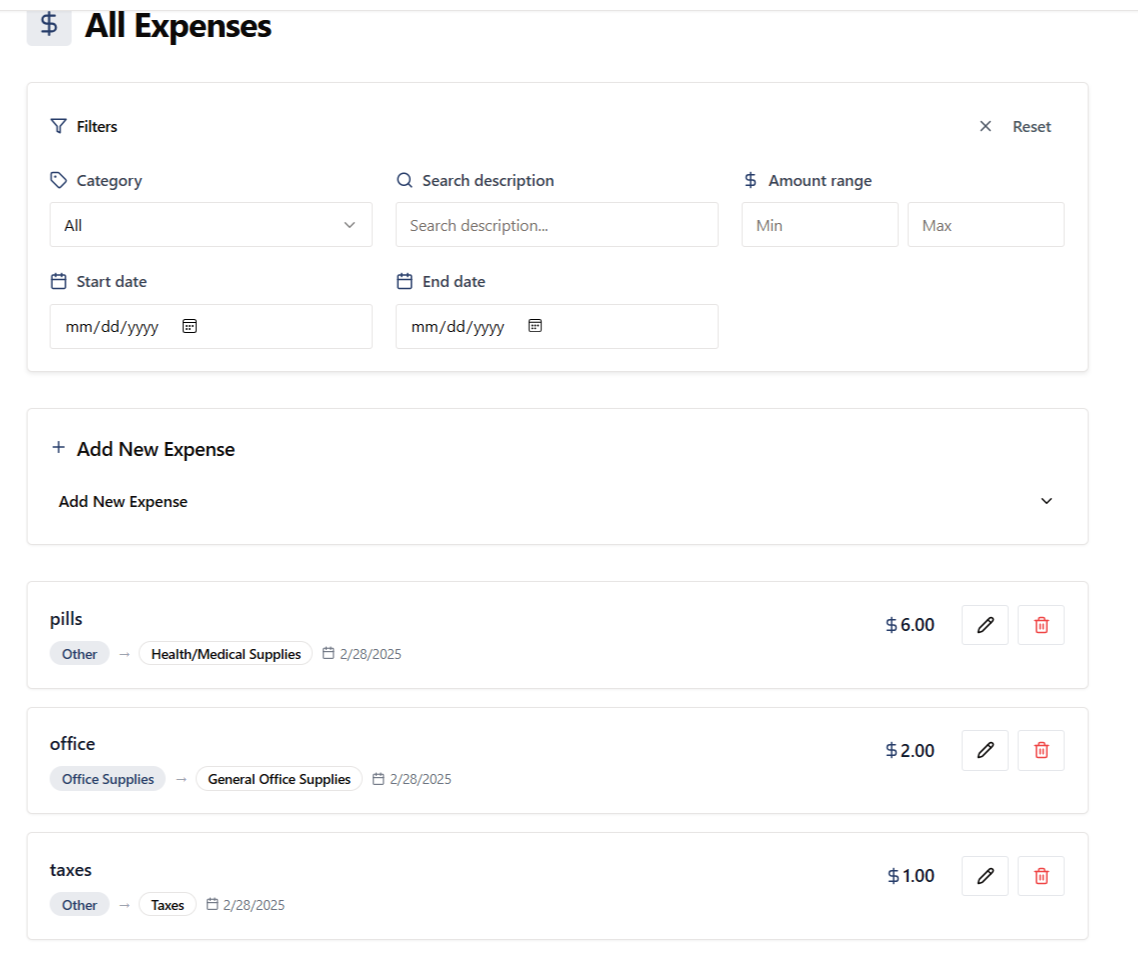 $ All Expenses
Filters
Reset
Category
Search description
$ Amount range
All
Search description...
Min
Max
Start date
End date
mm/dd/yyyy
mm/dd/yyyy
+ Add New Expense
Add New Expense
pills
$6.00
Other → Health/Medical Supplies 2/28/2025
office
$2.00
Office Supplies → General Office Supplies 2/28/2025
taxes
$1.00
Other → Taxes 2/28/2025